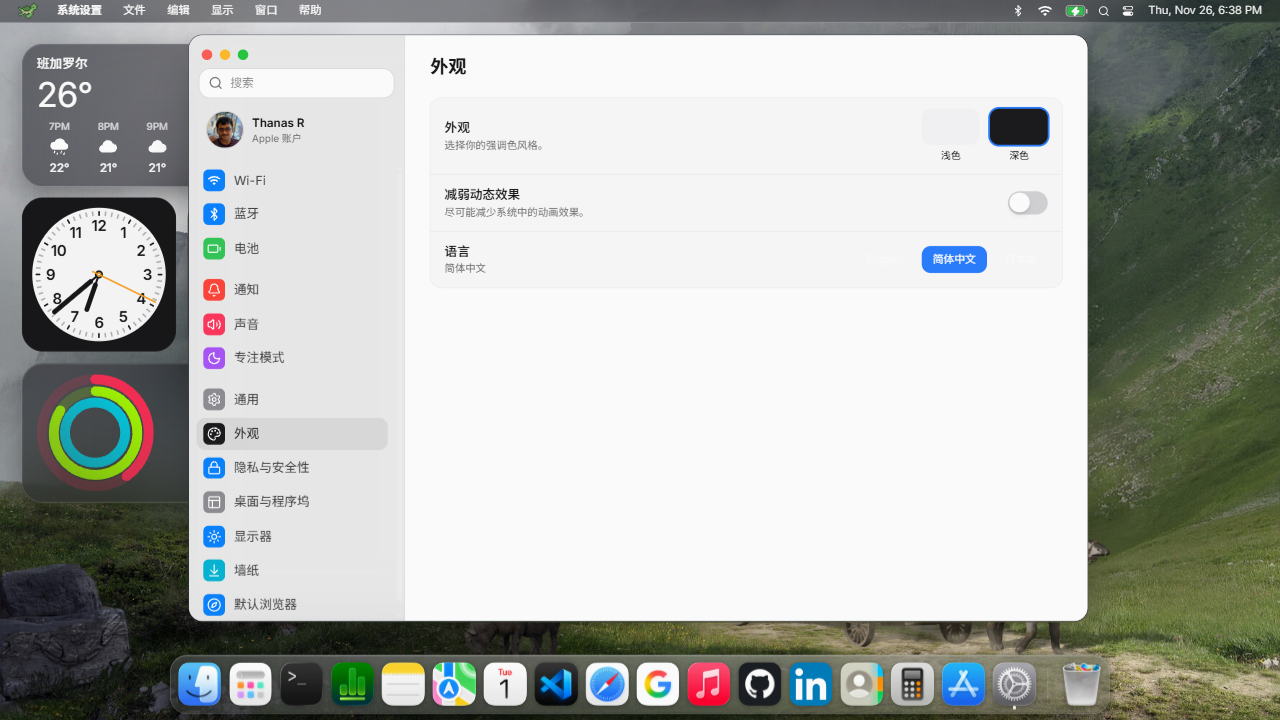 系统设置 文件 编辑 显示 窗口 帮助
Thu, Nov 26, 6:38 PM
班加罗尔
26°
7PM 8PM 9PM
22° 21° 21°
12 1 2 3 4 5 6 7 8 9 10 11
搜索
Thanas R
Apple 账户
Wi-Fi
蓝牙
电池
通知
声音
专注模式
通用
外观
隐私与安全性
桌面与程序坞
显示器
墙纸
默认浏览器
外观
外观
选择你的强调色风格。
浅色 深色
减弱动态效果
尽可能减少系统中的动画效果。
语言
简体中文
简体中文
Tue
1
in